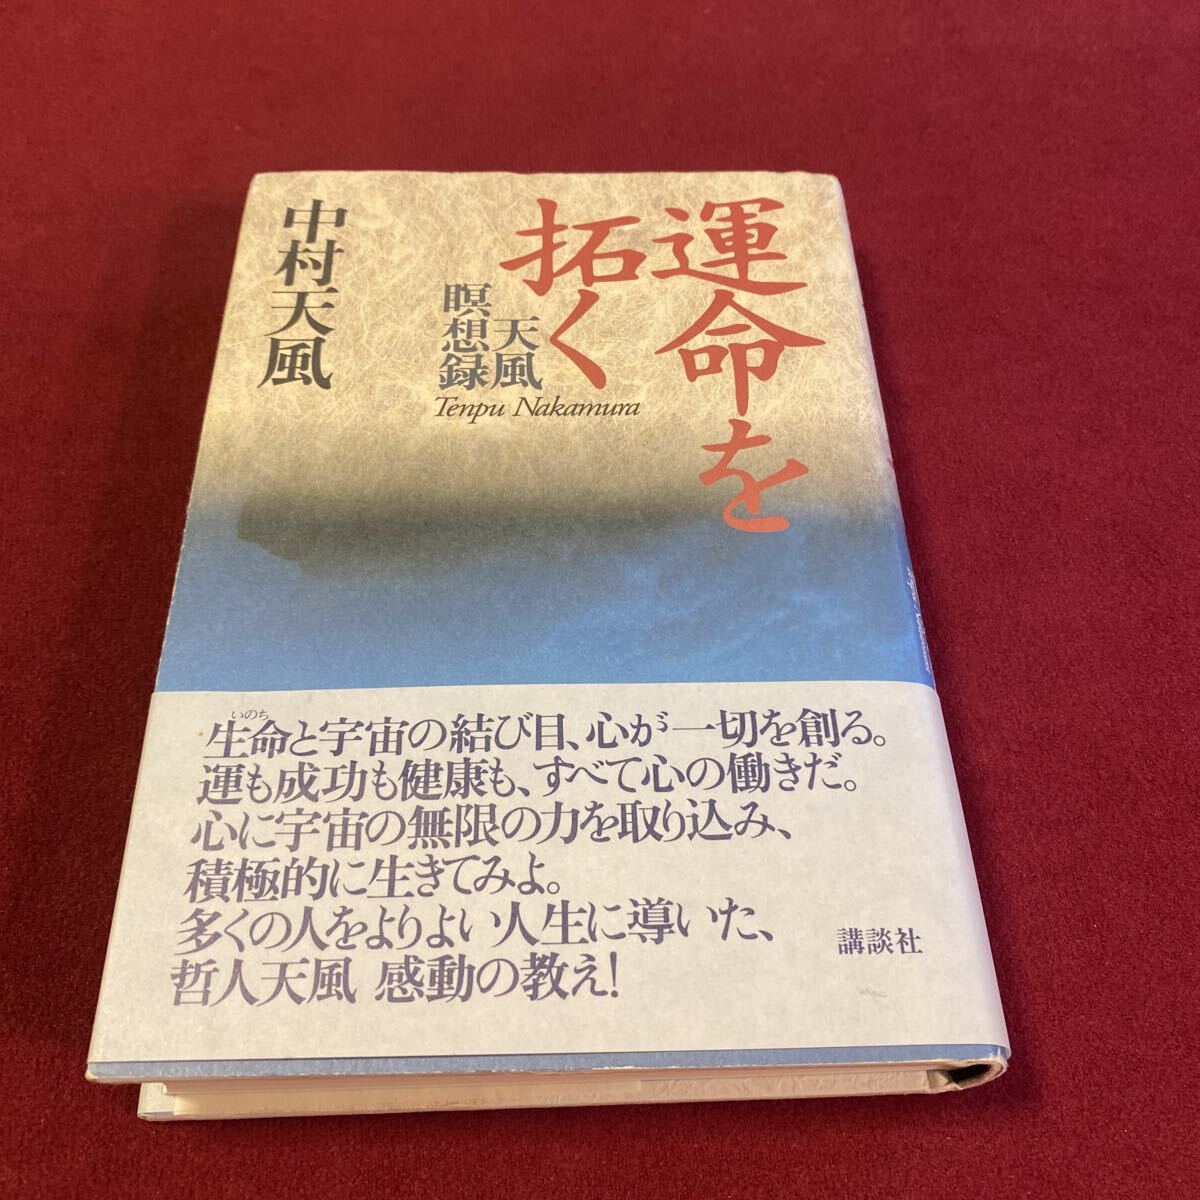 運命を
拓く
天風
瞑想録
Tenpu Nakamura
中村天風
いのち
生命と宇宙の結び目、心が一切を創る。
運も成功も健康も、すべて心の働きだ。
心に宇宙の無限の力を取り込み、
積極的に生きてみよ。
多くの人をよりよい人生に導いた、
哲人天風 感動の教え!
講談社